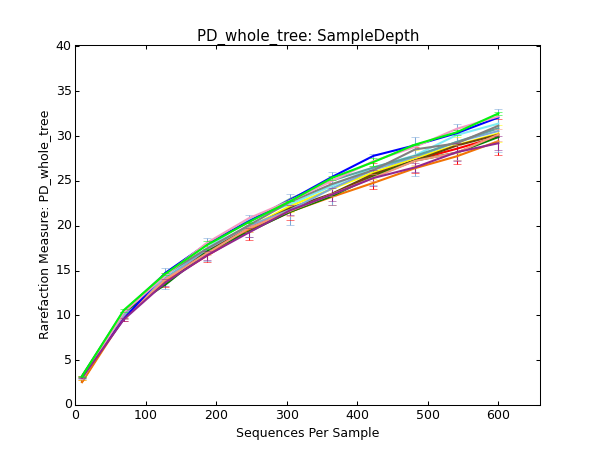 PD_whole_tree: SampleDepth
40
35
30
25
20
15
10
5
0
Rarefaction Measure: PD_whole_tree
0 100 200 300 400 500 600
Sequences Per Sample